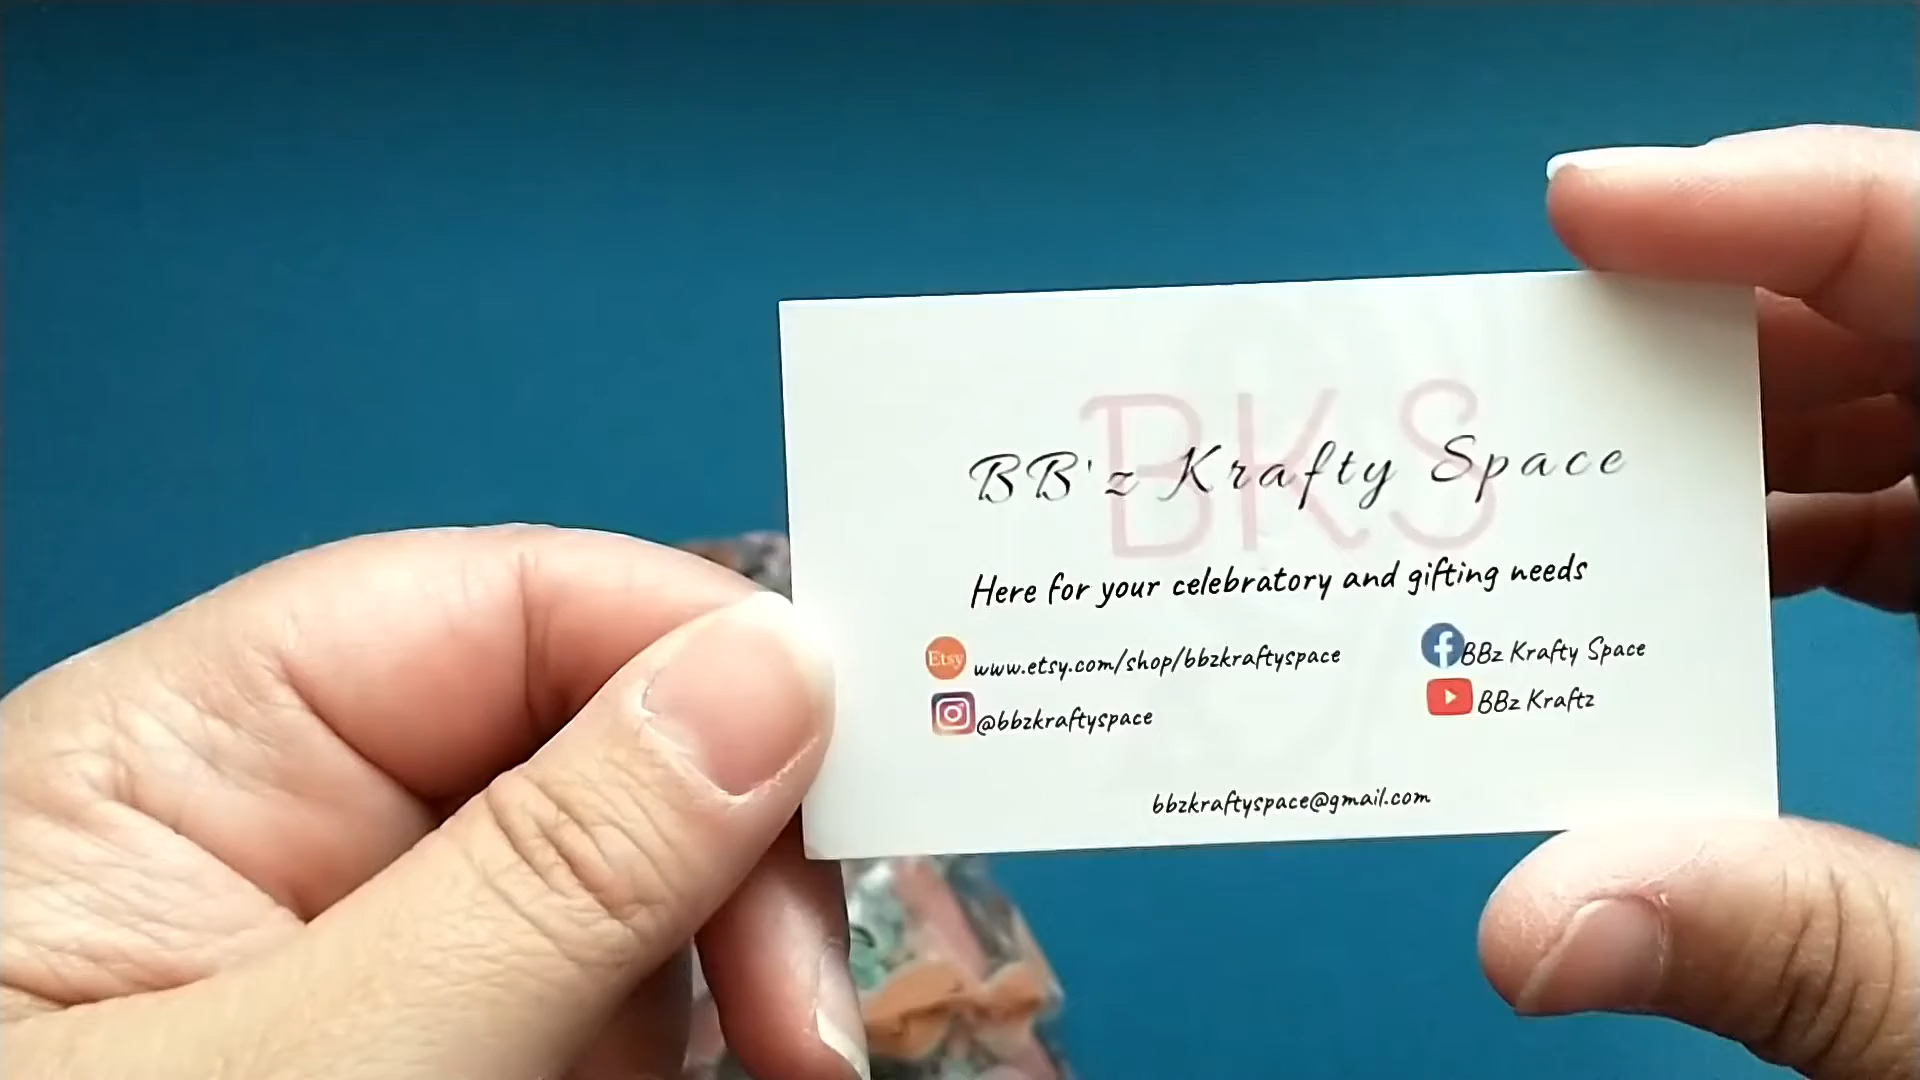 BKS
BB'z Krafty Space
Here for your celebratory and gifting needs
Etsy www.etsy.com/shop/bbzkraftyspace
BBz Krafty Space
@bbzkraftyspace
BBz Kraftz
bbzkraftyspace@gmail.com